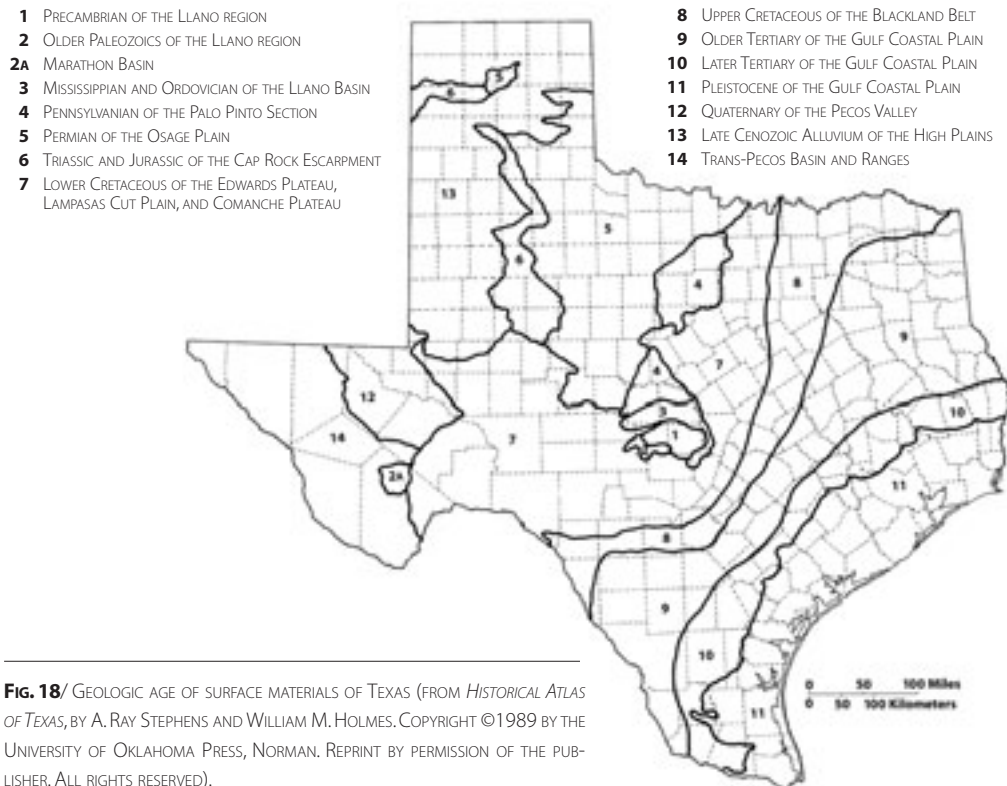 1 Precambrian of the Llano region
2 Older Paleozoics of the Llano region
2A Marathon Basin
3 Mississippian and Ordovician of the Llano Basin
4 Pennsylvanian of the Palo Pinto Section
5 Permian of the Osage Plain
6 Triassic and Jurassic of the Cap Rock Escarpment
7 Lower Cretaceous of the Edwards Plateau,
Lampasas Cut Plain, and Comanche Plateau
8 Upper Cretaceous of the Blackland Belt
9 Older Tertiary of the Gulf Coastal Plain
10 Later Tertiary of the Gulf Coastal Plain
11 Pleistocene of the Gulf Coastal Plain
12 Quaternary of the Pecos Valley
13 Late Cenozoic Alluvium of the High Plains
14 Trans-Pecos Basin and Ranges
5
6
13
5
6
4
8
9
7
4
12
3
10
14
7
1
2A
11
8
9
10
11
0 50 100 Miles
0 50 100 Kilometers
Fig. 18/ Geologic age of surface materials of Texas (from Historical Atlas
of Texas, by A. Ray Stephens and William M. Holmes. Copyright ©1989 by the
University of Oklahoma Press, Norman. Reprint by permission of the pub-
lisher. All rights reserved).